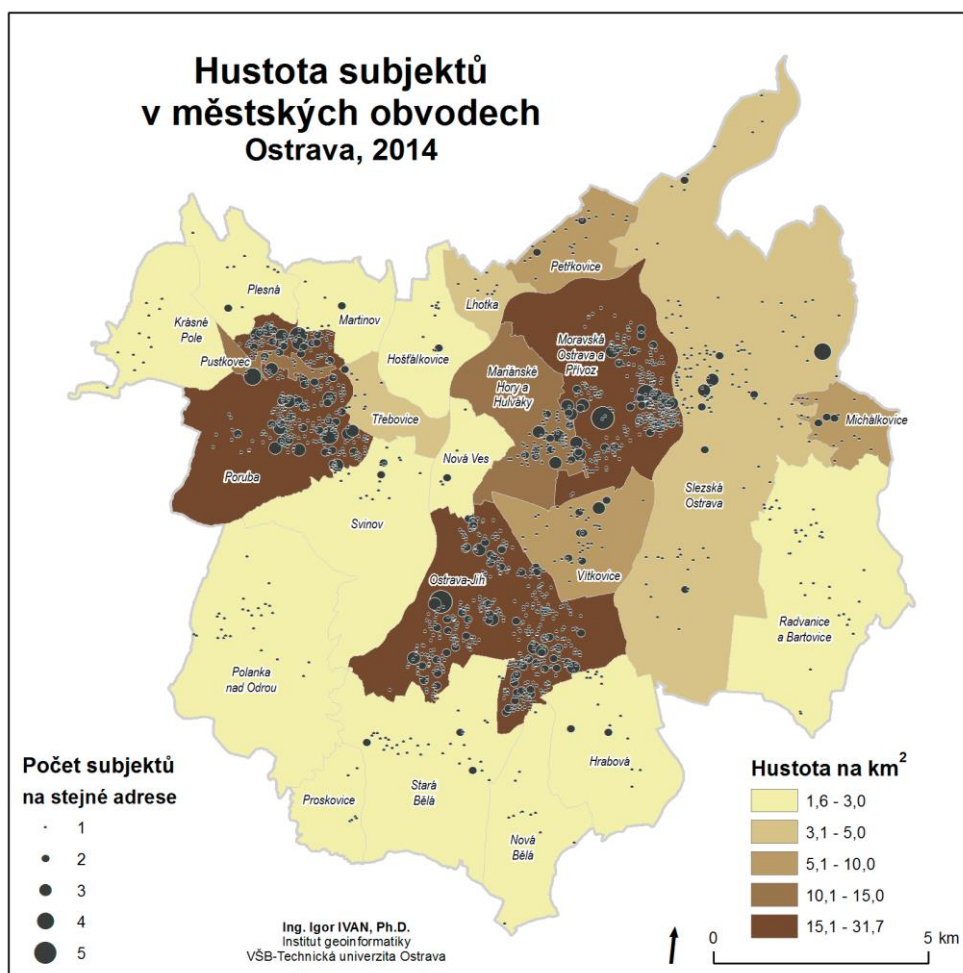 Hustota subjektů
v městských obvodech
Ostrava, 2014
Petřkovice
Plesná
Lhotka
Krásné
Pole
Martinov
Moravská
Ostrava a
Přívoz
Hošťálkovice
Pustkovec
Mariánské
Hory a
Hulváky
Třebovice
Michálkovice
Nová Ves
Poruba
Slezská
Ostrava
Svinov
Ostrava-Jih
Vítkovice
Radvanice
a Bartovice
Polanka
nad Odrou
Hrabová
Stará
Bělá
Proskovice
Nová
Bělá
Počet subjektů
na stejné adrese
1
2
3
4
5
Ing. Igor IVAN, Ph.D.
Institut geoinformatiky
VŠB-Technická univerzita Ostrava
Hustota na km²
1,6 - 3,0
3,1 - 5,0
5,1 - 10,0
10,1 - 15,0
15,1 - 31,7
0 5 km